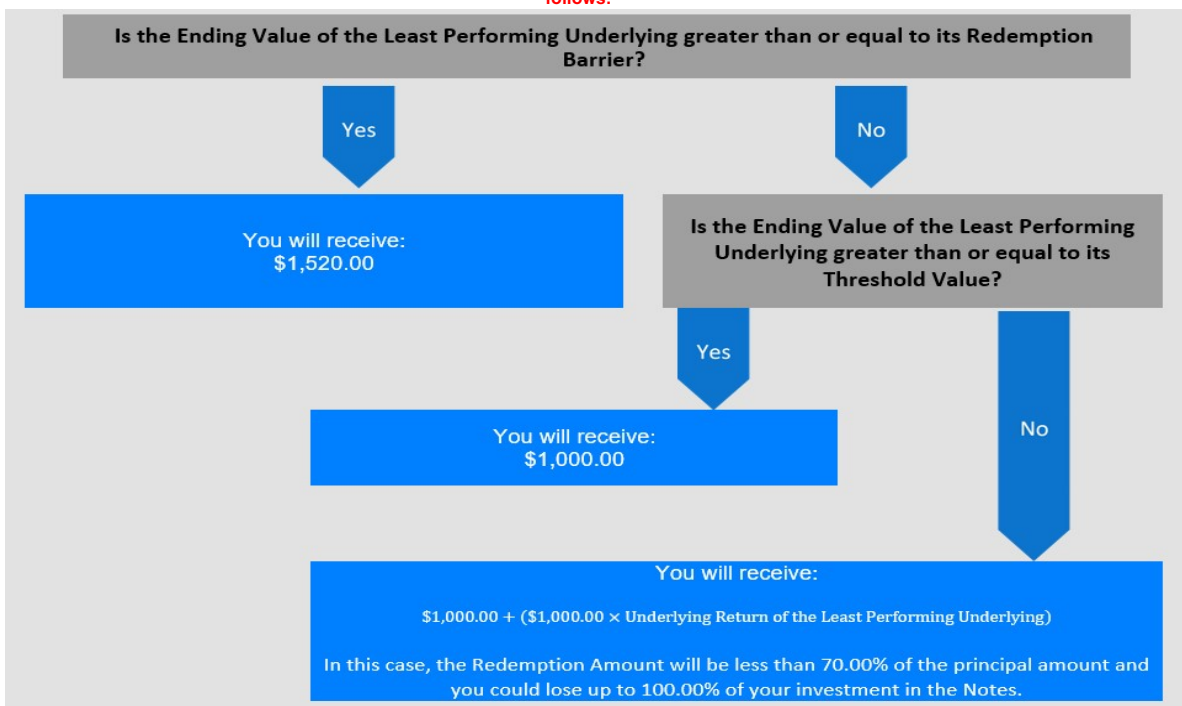 follows:
Is the Ending Value of the Least Performing Underlying greater than or equal to its Redemption
Barrier?
Yes
No
You will receive:
$1,520.00
Is the Ending Value of the Least Performing
Underlying greater than or equal to its
Threshold Value?
Yes
No
You will receive:
$1,000.00
You will receive:
$1,000.00 + ($1,000.00 × Underlying Return of the Least Performing Underlying)
In this case, the Redemption Amount will be less than 70.00% of the principal amount and
you could lose up to 100.00% of your investment in the Notes.